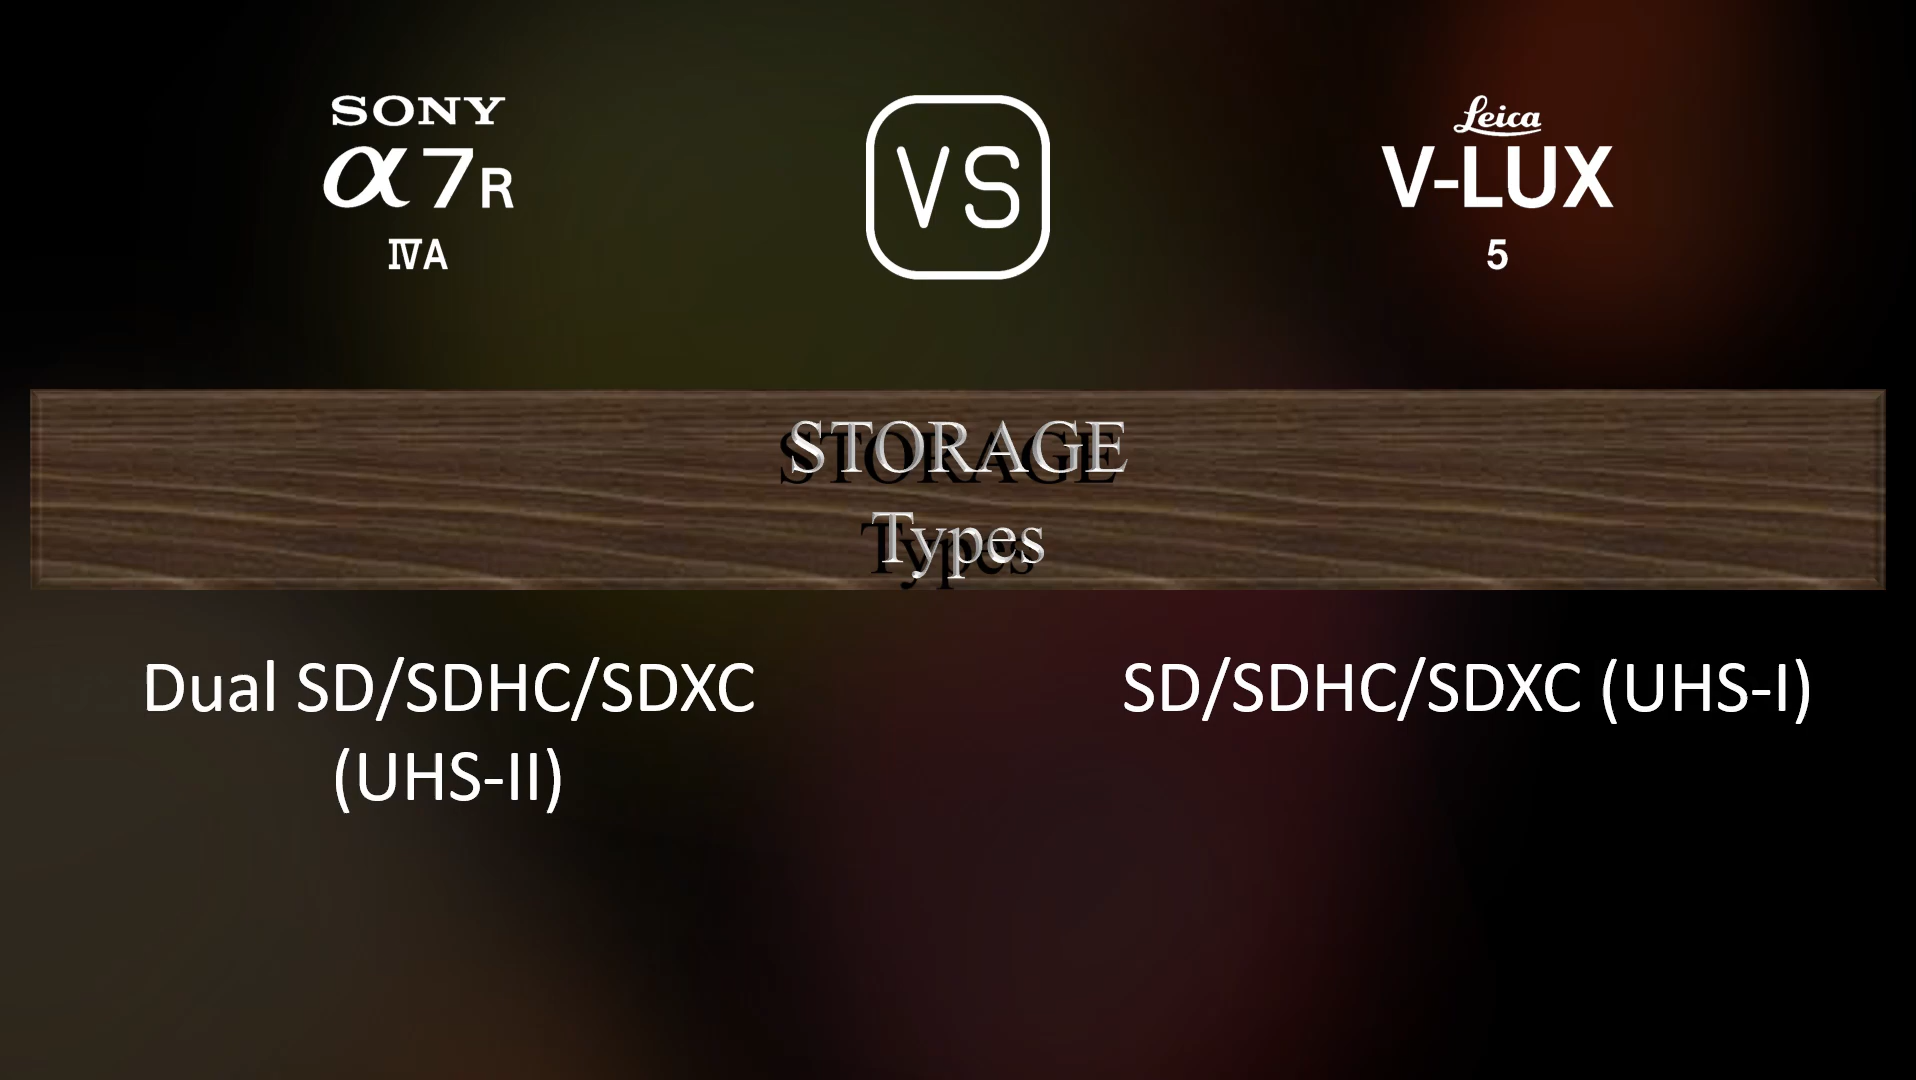 SONY
α7R
IVA
VS
Leica
V-LUX
5
STORAGE
Types
Dual SD/SDHC/SDXC
(UHS-II)
SD/SDHC/SDXC (UHS-I)